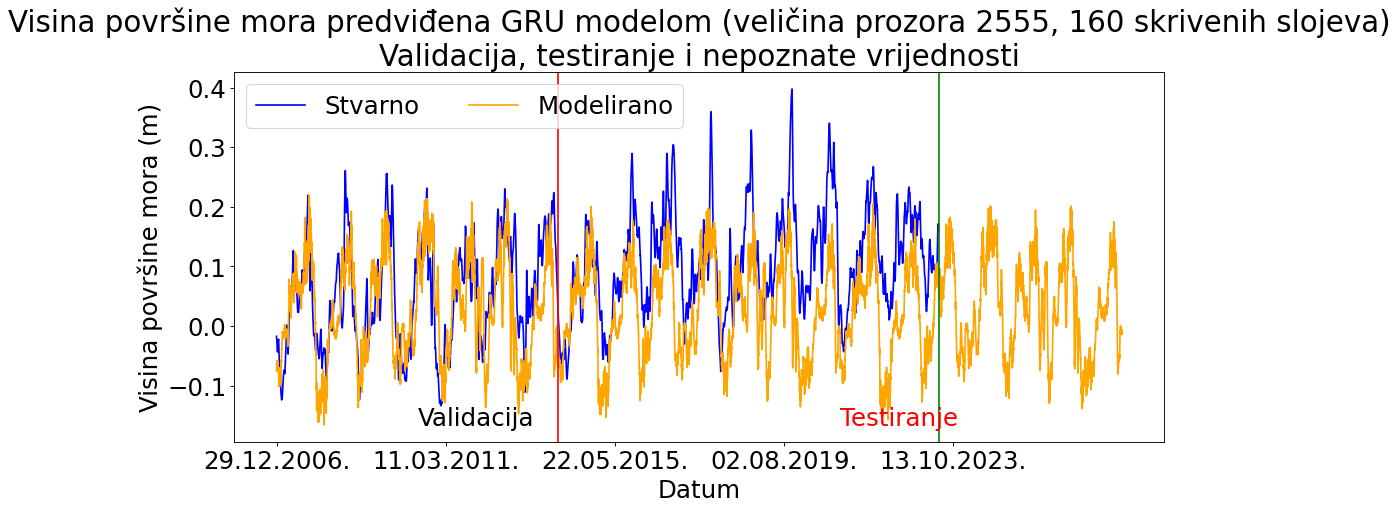 Visina površine mora predviđena GRU modelom (veličina prozora 2555, 160 skrivenih slojeva)
Validacija, testiranje i nepoznate vrijednosti
Stvarno
Modelirano
Visina površine mora (m)
0.4
0.3
0.2
0.1
0.0
−0.1
Validacija
Testiranje
29.12.2006.
11.03.2011.
22.05.2015.
02.08.2019.
13.10.2023.
Datum